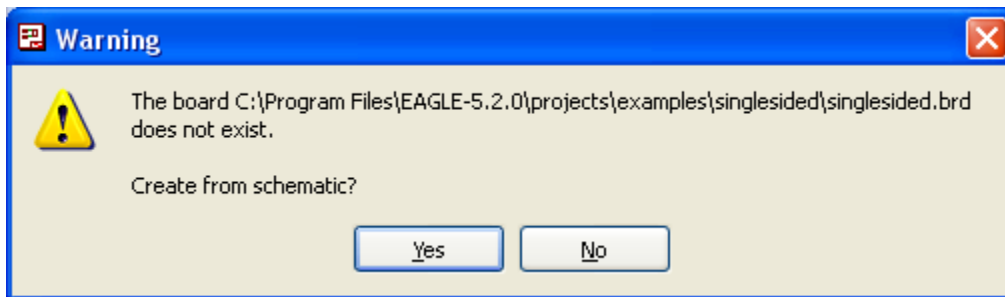 Warning
The board C:\Program Files\EAGLE-5.2.0\projects\examples\singlesided\singlesided.brd
does not exist.
Create from schematic?
Yes
No